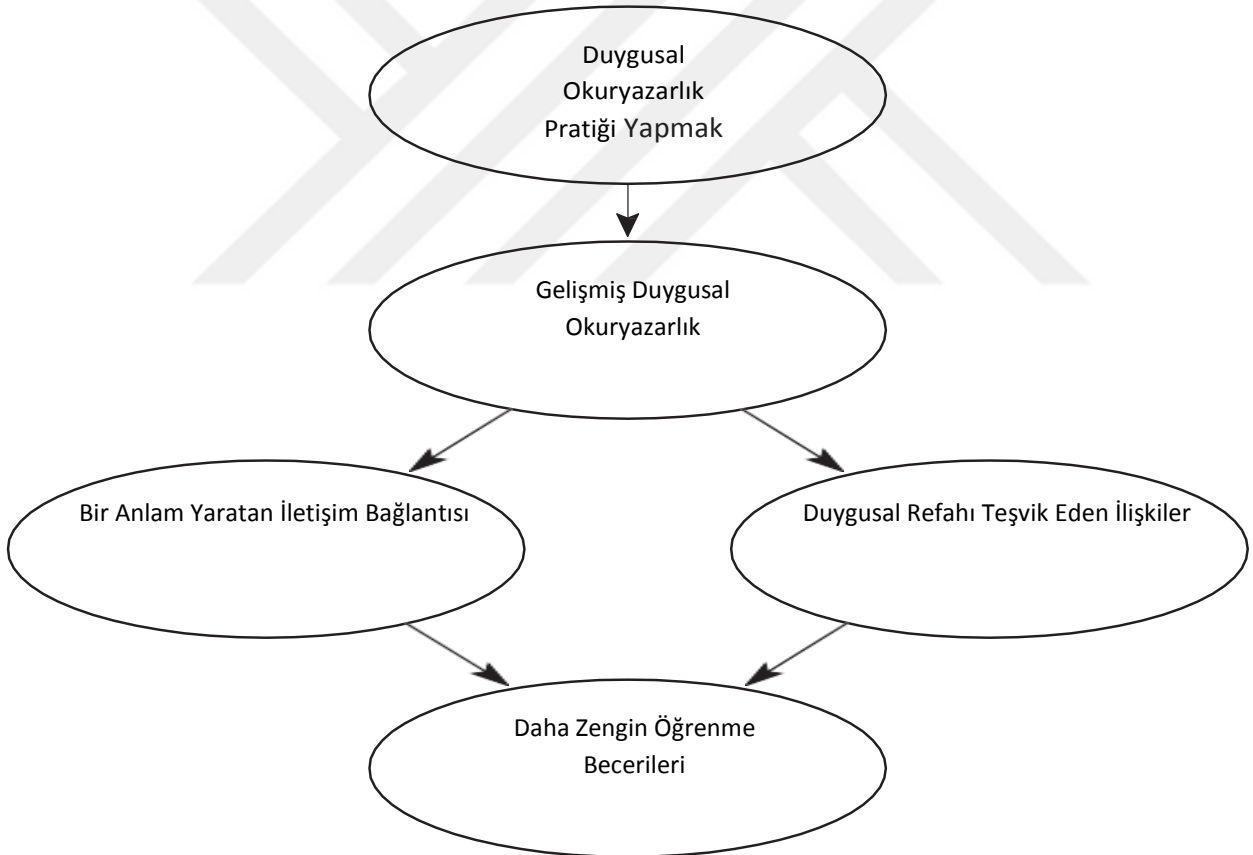 Duygusal
Okuryazarlık
Pratiği Yapmak
Gelişmiş Duygusal
Okuryazarlık
Bir Anlam Yaratan İletişim Bağlantısı
Duygusal Refahı Teşvik Eden İlişkiler
Daha Zengin Öğrenme
Becerileri